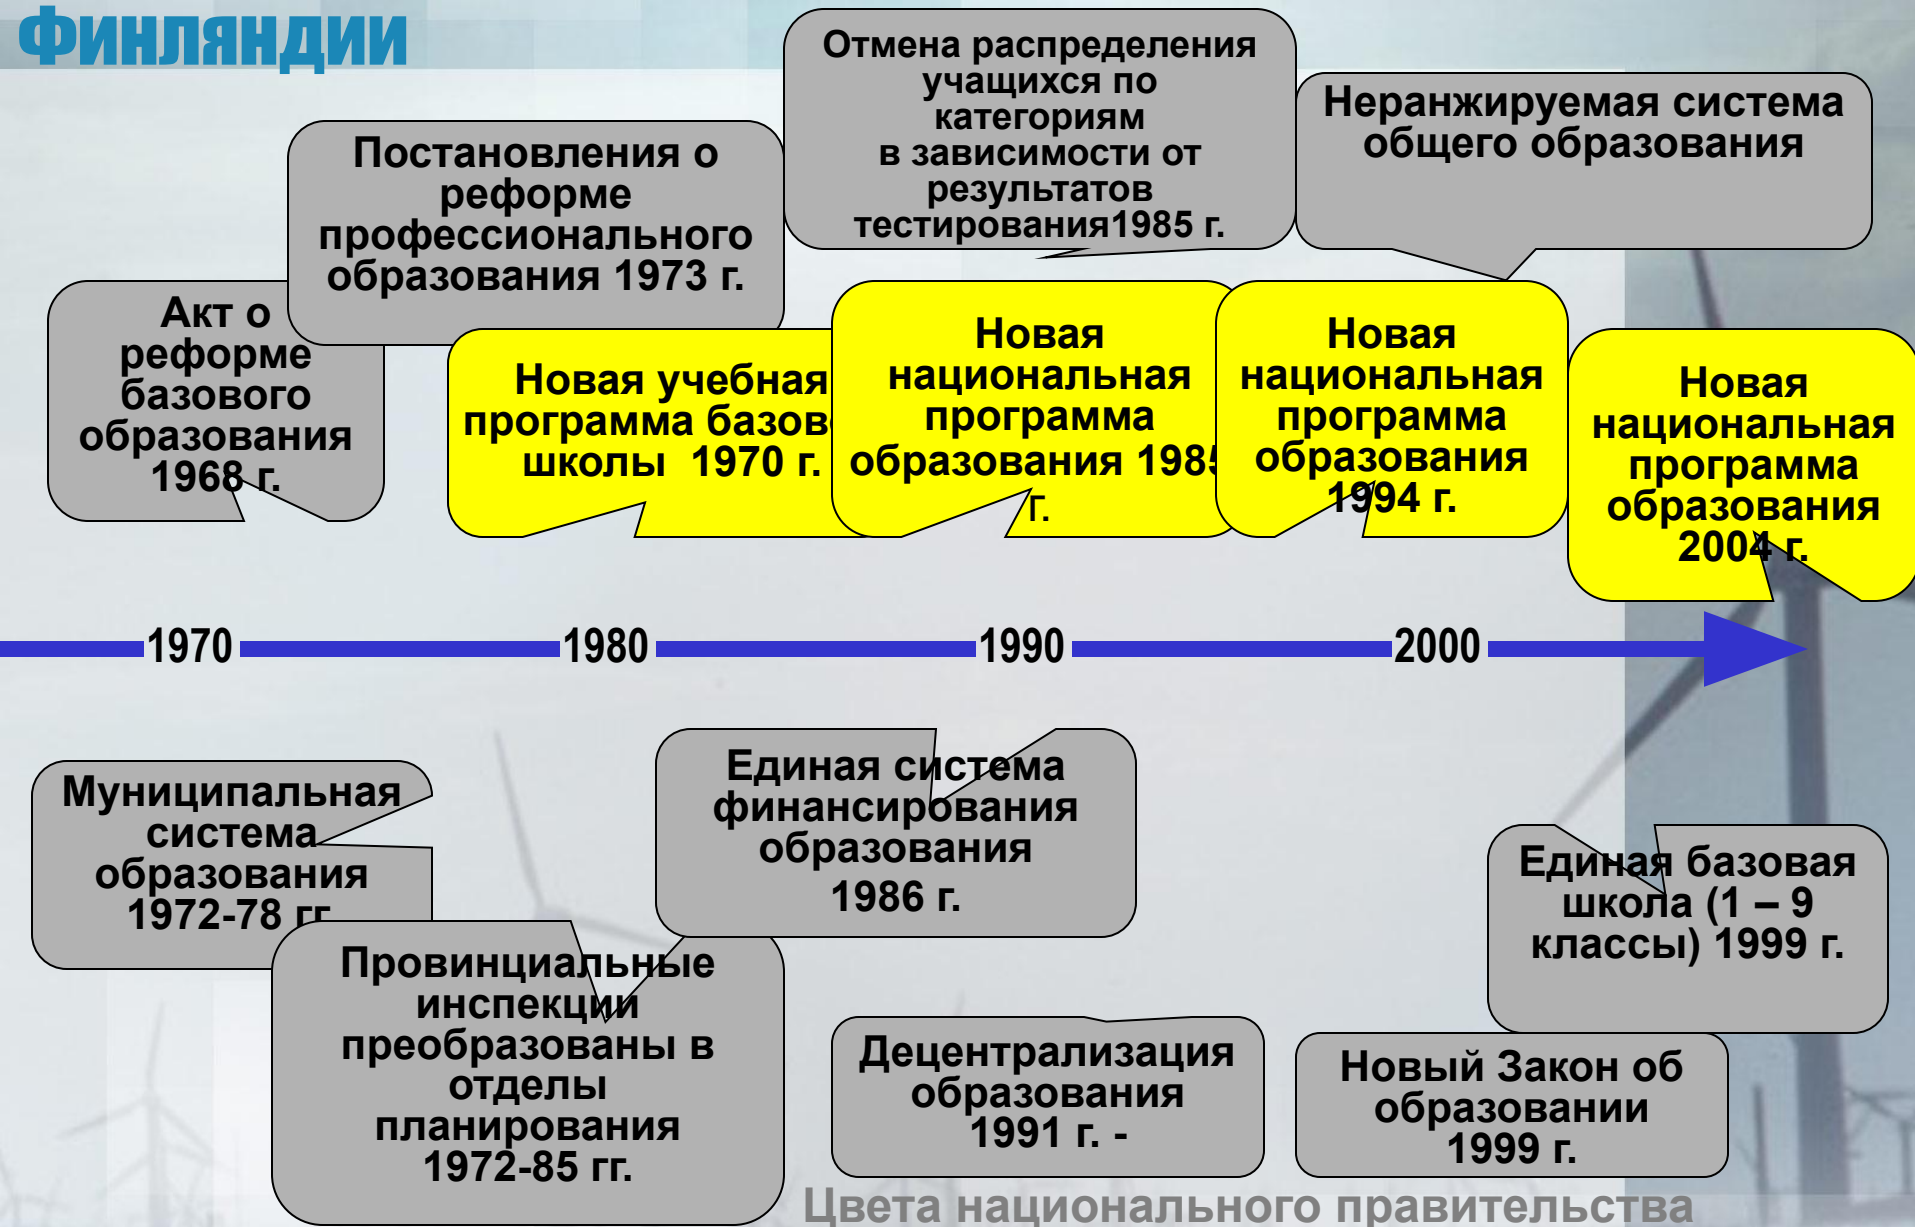 Финляндии
Отмена распределения
учащихся по
категориям
в зависимости от
результатов
тестирования1985 г.
Неранжируемая система
общего образования
Постановления о
реформе
профессионального
образования 1973 г.
Акт о
реформе
базового
образования
1968 г.
Новая учебная
программа базов
школы 1970 г.
Новая
национальная
программа
образования 1985
г.
Новая
национальная
программа
образования
1994 г.
Новая
национальная
программа
образования
2004 г.
1970
1980
1990
2000
Муниципальная
система
образования
1972-78 гг
Провинциальные
инспекции
преобразованы в
отделы
планирования
1972-85 гг.
Единая система
финансирования
образования
1986 г.
Децентрализация
образования
1991 г. -
Единая базовая
школа (1 – 9
классы) 1999 г.
Новый Закон об
образовании
1999 г.
Цвета национального правительства